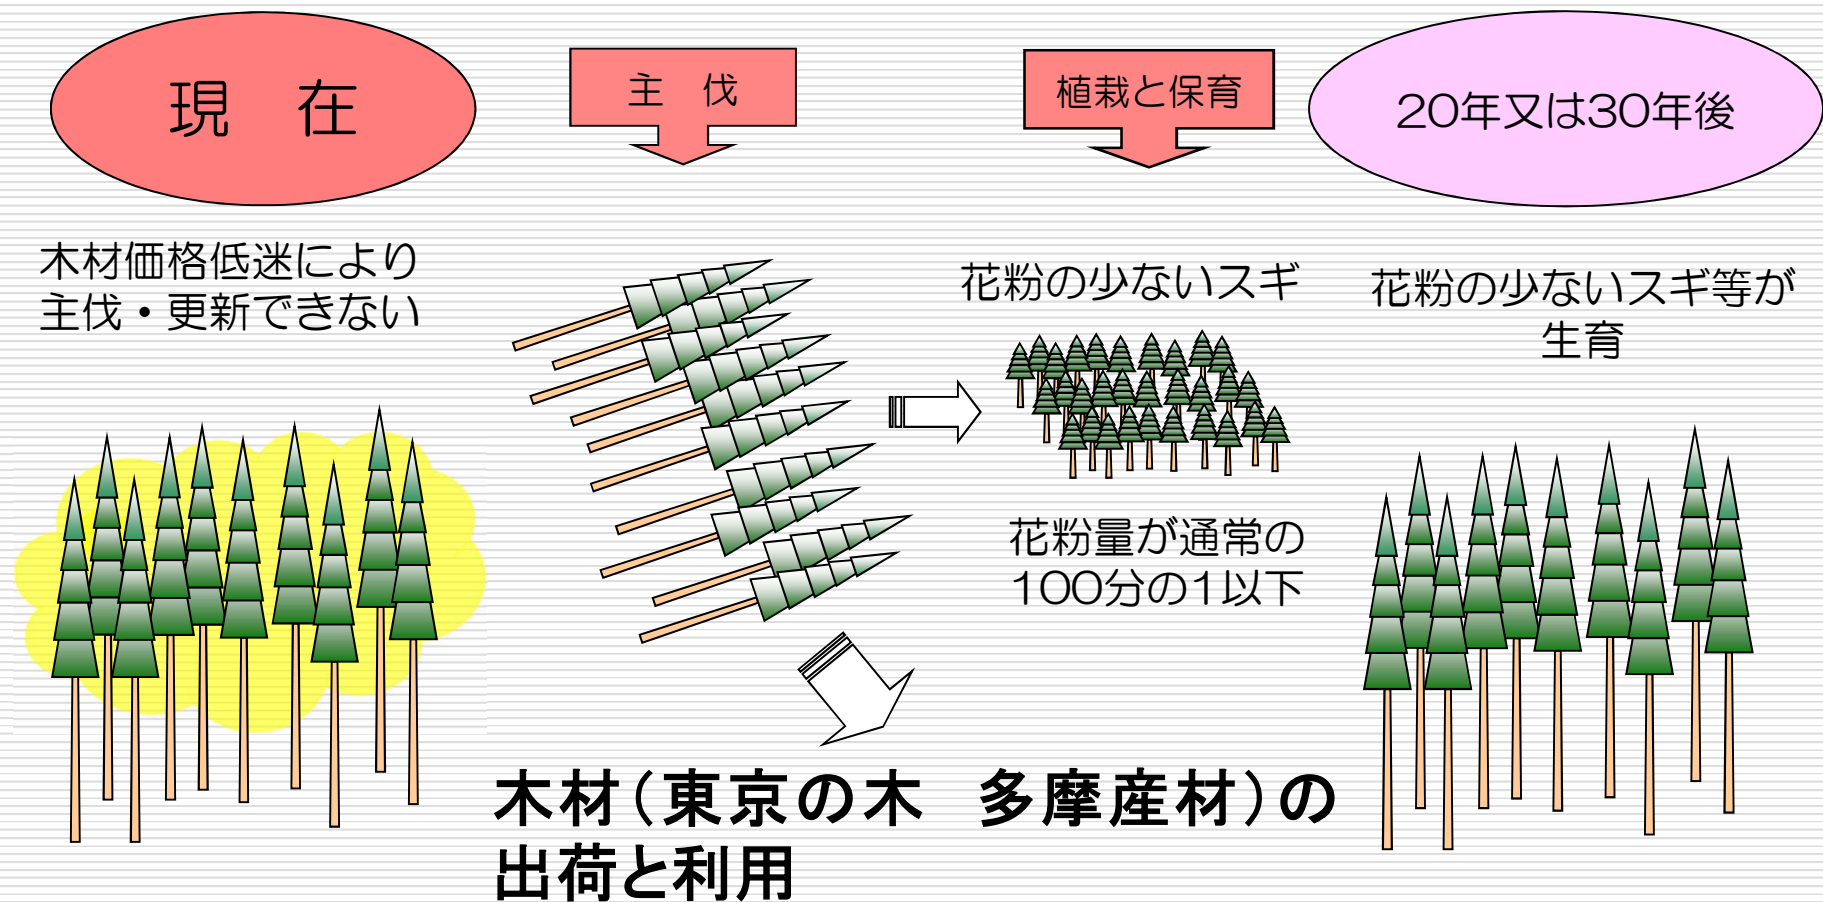 現　在
主　伐
植栽と保育
20年又は30年後
木材価格低迷により
主伐・更新できない
花粉の少ないスギ
花粉量が通常の
100分の1以下
花粉の少ないスギ等が
生育
木材（東京の木　多摩産材）の
出荷と利用